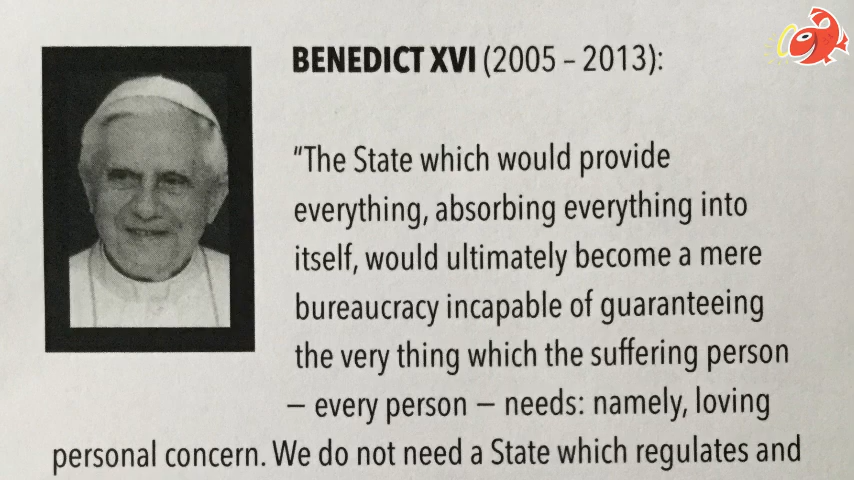 BENEDICT XVI (2005 – 2013):
“The State which would provide
everything, absorbing everything into
itself, would ultimately become a mere
bureaucracy incapable of guaranteeing
the very thing which the suffering person
– every person – needs: namely, loving
personal concern. We do not need a State which regulates and